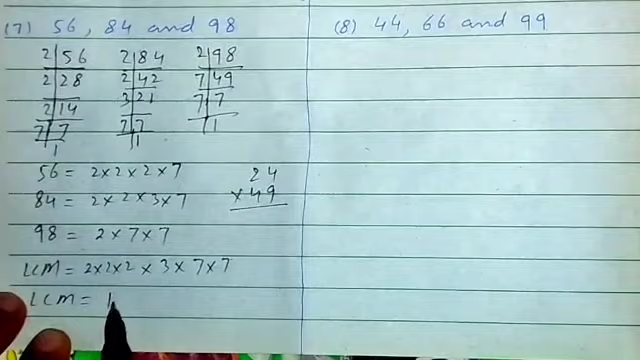 (7) 56, 84 and 98
2 56 2 84 2 98
2 28 2 42 7 49
2 14 3 21 7 7
7 7 7 7 1
1 1
56 = 2×2×2×7
84 = 2×2×3×7
98 = 2×7×7
24
×49
LCM = 2×2×2×3×7×7
LCM = 1
(8) 44, 66 and 99